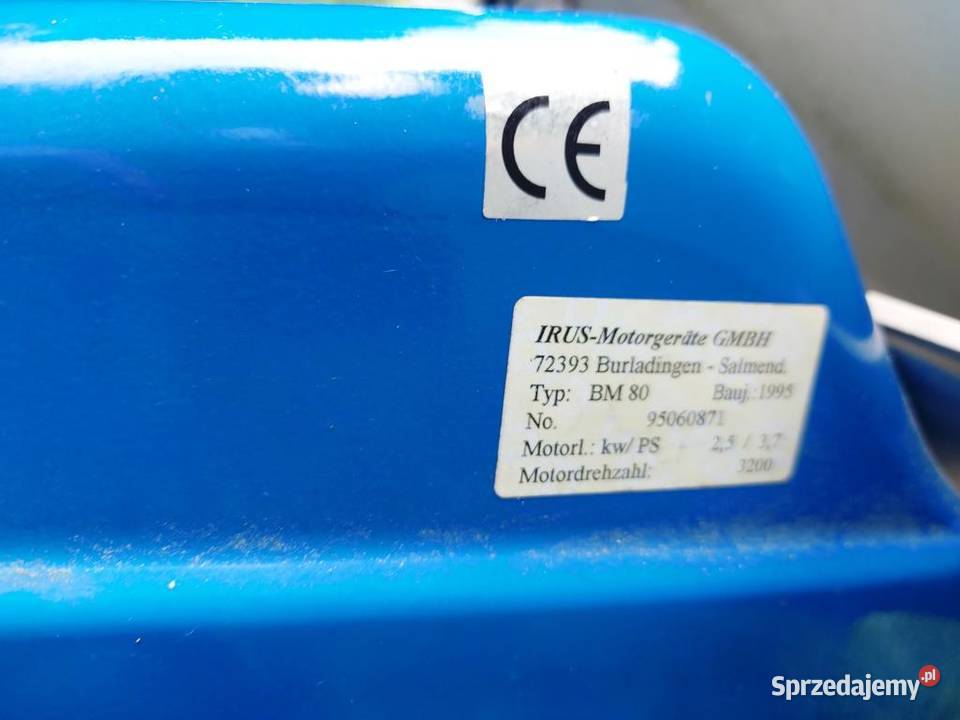 CE
IRUS-Motorgeräte GMBH
72393 Burladingen - Salmend.
Typ: BM 80 Bauj.:1995
No. 95060871
Motorl.: kw/ PS 2,5 / 3,7
Motordrehzahl: 3200
Sprzedajemy.pl